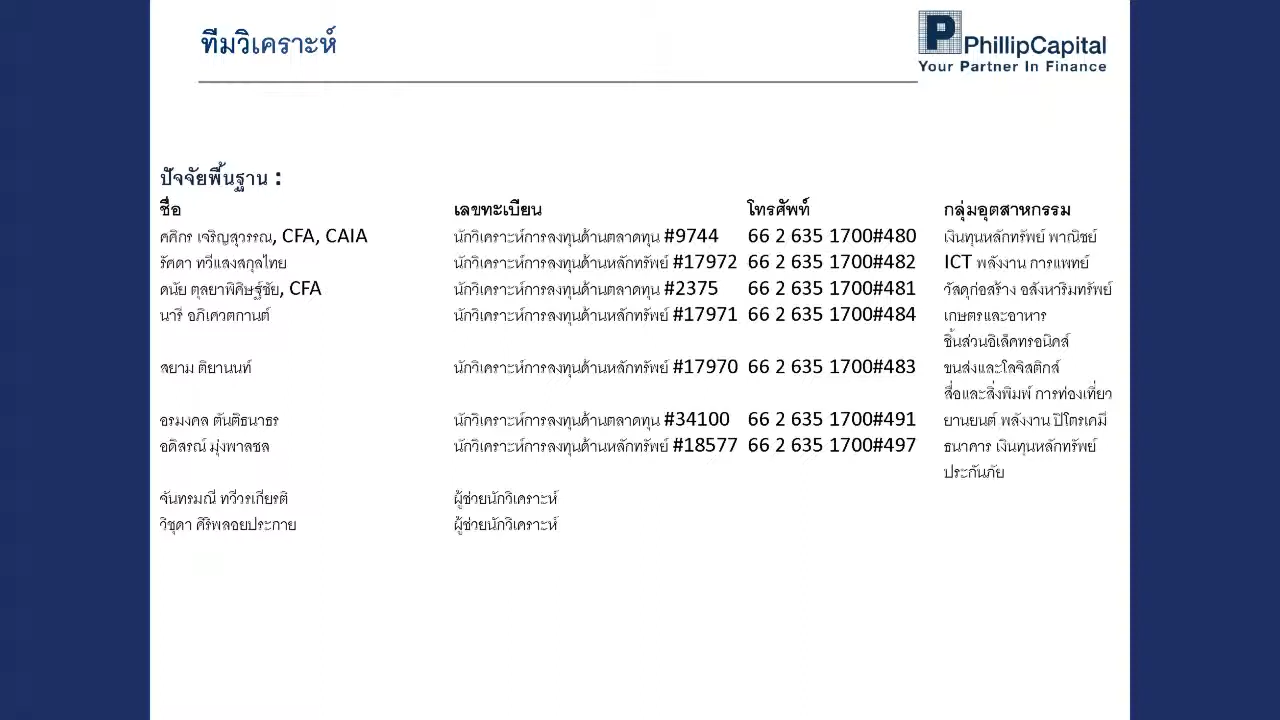 ทีมวิเคราะห์
PhillipCapital
Your Partner In Finance
ปัจจัยพื้นฐาน :
ชื่อ เลขทะเบียน โทรศัพท์ กลุ่มอุตสาหกรรม
ศศิกร เจริญสุวรรณ, CFA, CAIA นักวิเคราะห์การลงทุนด้านตลาดทุน #9744 66 2 635 1700#480 เงินทุนหลักทรัพย์ พาณิชย์
รัศดา ทวีแสงสกุลไทย นักวิเคราะห์การลงทุนด้านหลักทรัพย์ #17972 66 2 635 1700#482 ICT พลังงาน การแพทย์
ดนัย ตุลยาพิศิษฐ์ชัย, CFA นักวิเคราะห์การลงทุนด้านตลาดทุน #2375 66 2 635 1700#481 วัสดุก่อสร้าง อสังหาริมทรัพย์
นารี อภิเศวตกานต์ นักวิเคราะห์การลงทุนด้านหลักทรัพย์ #17971 66 2 635 1700#484 เกษตรและอาหาร
ชิ้นส่วนอิเล็คทรอนิคส์
สยาม ติยานนท์ นักวิเคราะห์การลงทุนด้านหลักทรัพย์ #17970 66 2 635 1700#483 ขนส่งและโลจิสติกส์
สื่อและสิ่งพิมพ์ การท่องเที่ยว
อรมงคล ตันติธนาธร นักวิเคราะห์การลงทุนด้านตลาดทุน #34100 66 2 635 1700#491 ยานยนต์ พลังงาน ปิโตรเคมี
อดิสรณ์ มุ่งพาลชล นักวิเคราะห์การลงทุนด้านหลักทรัพย์ #18577 66 2 635 1700#497 ธนาคาร เงินทุนหลักทรัพย์
ประกันภัย
จันทรมณี ทวีวรเกียรติ ผู้ช่วยนักวิเคราะห์
วิชุดา ศิริพลอยประกาย ผู้ช่วยนักวิเคราะห์